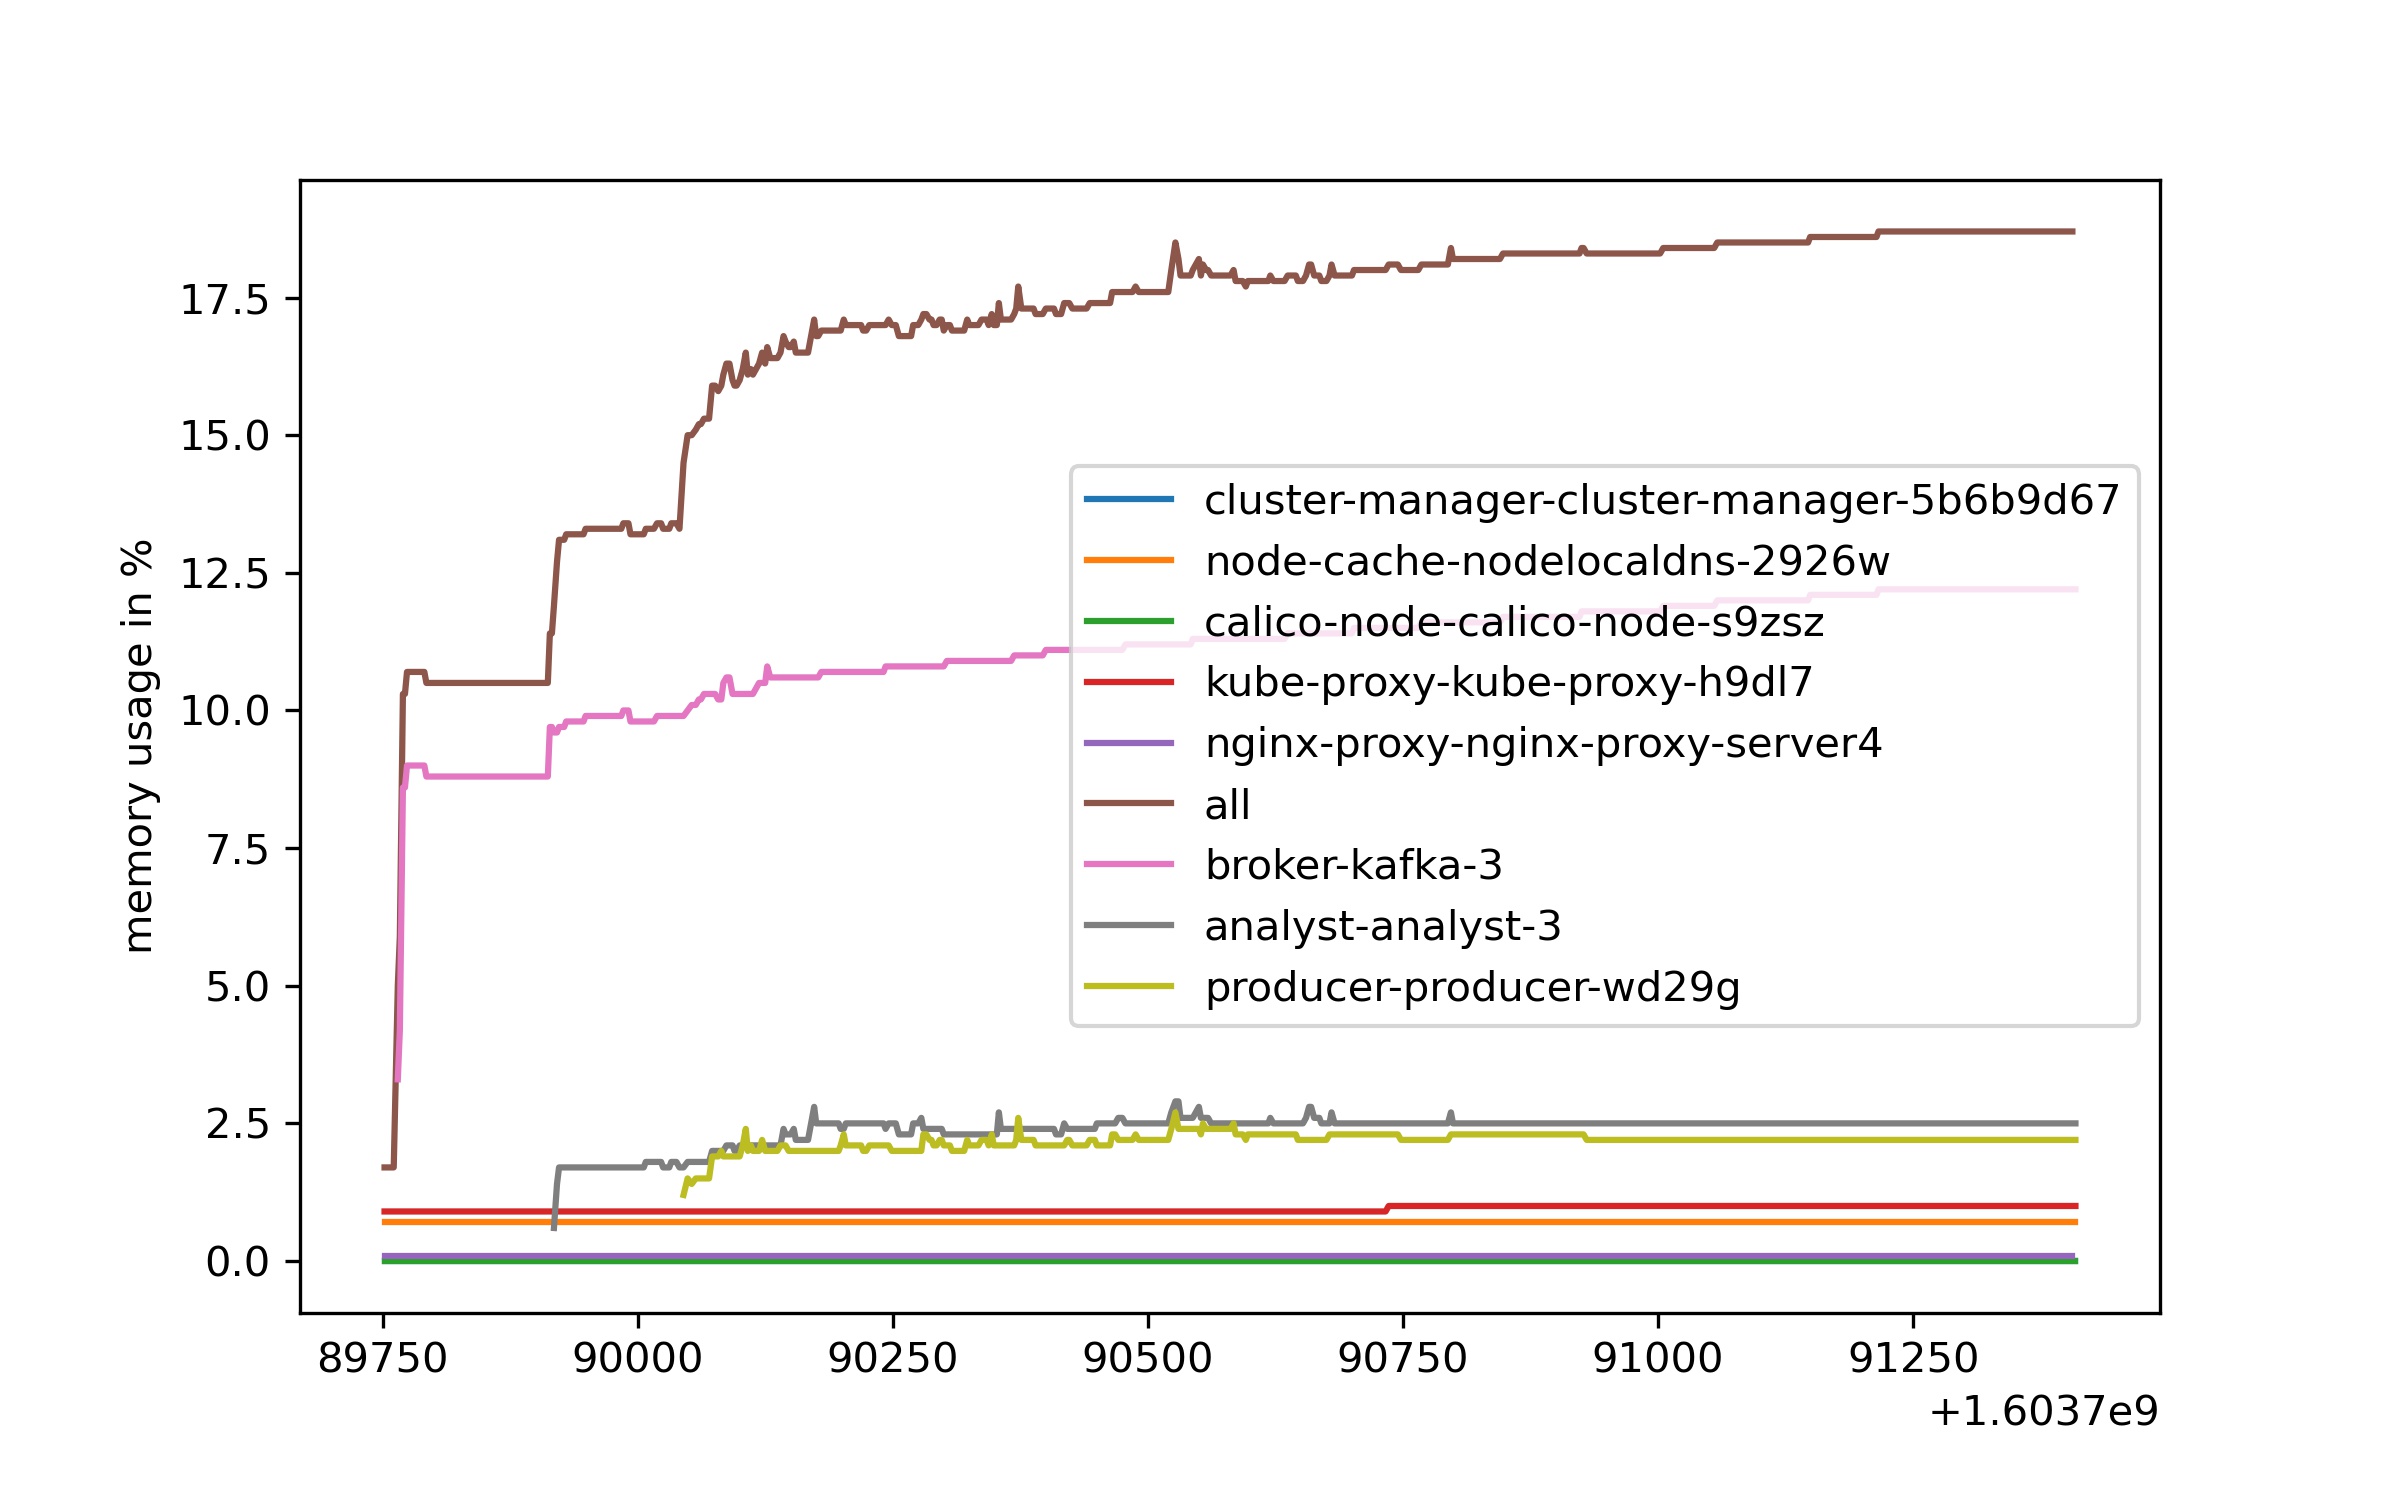 memory usage in %
17.5
15.0
12.5
10.0
7.5
5.0
2.5
0.0
cluster-manager-cluster-manager-5b6b9d67
node-cache-nodelocaldns-2926w
calico-node-calico-node-s9zsz
kube-proxy-kube-proxy-h9dl7
nginx-proxy-nginx-proxy-server4
all
broker-kafka-3
analyst-analyst-3
producer-producer-wd29g
89750 90000 90250 90500 90750 91000 91250
+1.6037e9